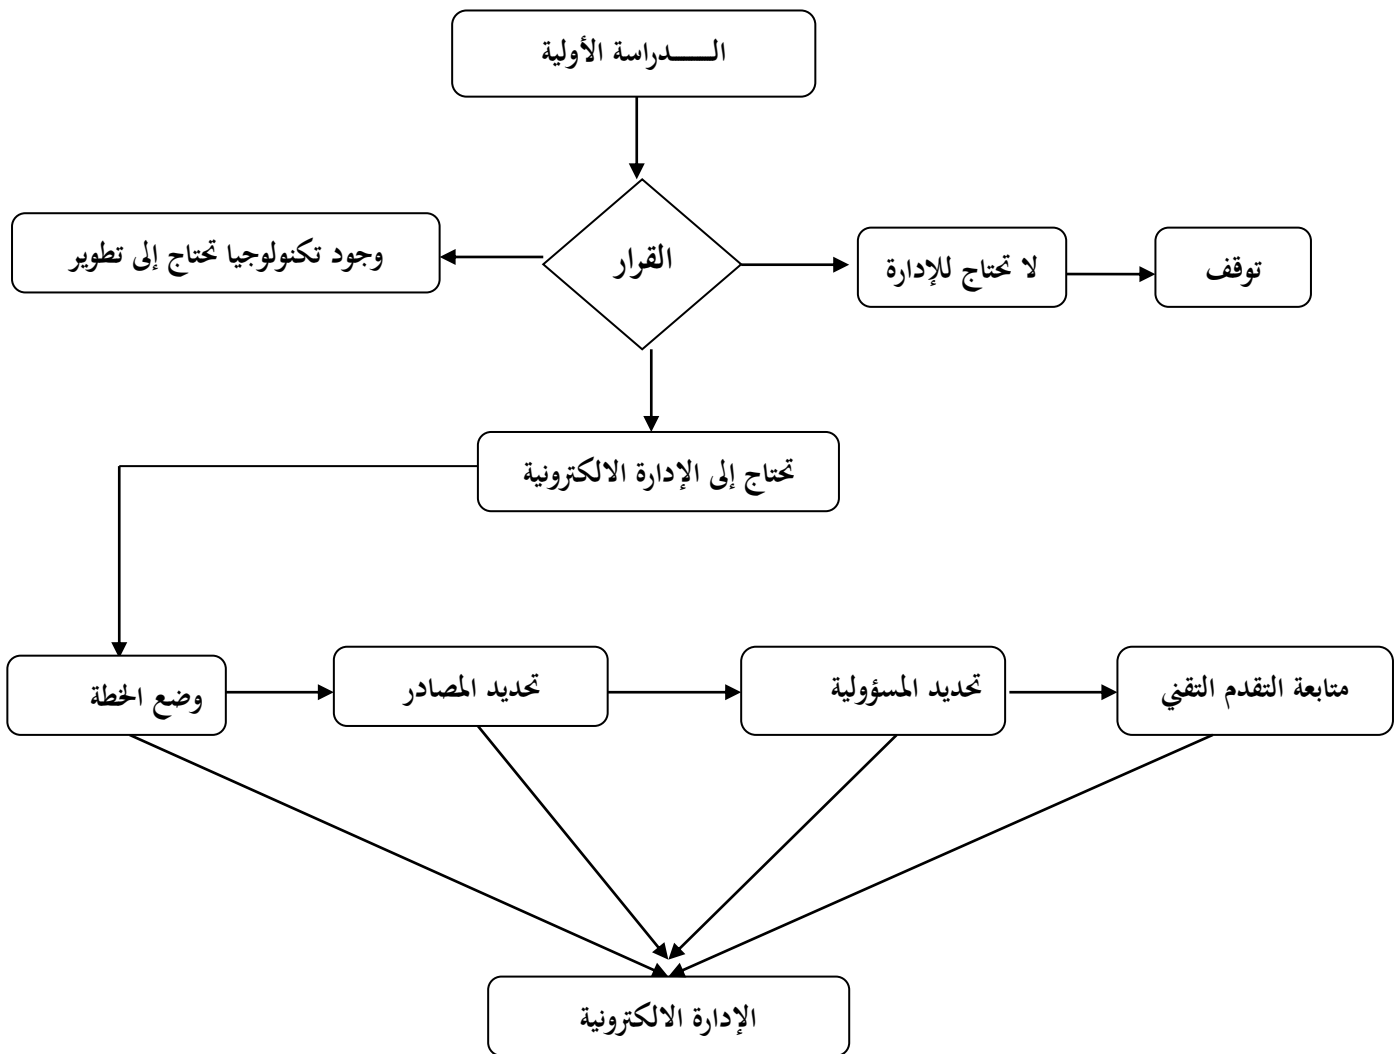 الـــــدراسة الأولية
القرار
وجود تكنولوجيا تحتاج إلى تطوير
لا تحتاج للإدارة
توقف
تحتاج إلى الإدارة الالكترونية
وضع الخطة
تحديد المصادر
تحديد المسؤولية
متابعة التقدم التقني
الإدارة الالكترونية